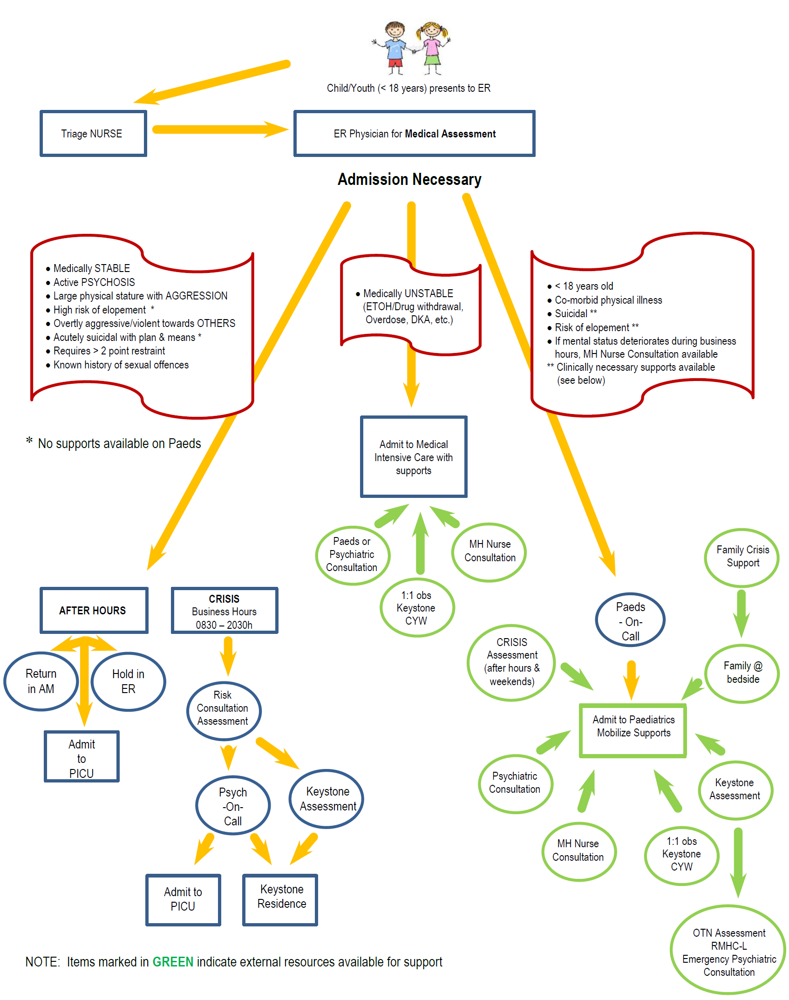 Child/Youth (< 18 years) presents to ER
Triage NURSE
ER Physician for Medical Assessment
Admission Necessary
● Medically STABLE
● Active PSYCHOSIS
● Large physical stature with AGGRESSION
● High risk of elopement *
● Overtly aggressive/violent towards OTHERS
● Acutely suicidal with plan & means *
● Requires > 2 point restraint
● Known history of sexual offences
● Medically UNSTABLE
(ETOH/Drug withdrawal,
Overdose, DKA, etc.)
● < 18 years old
● Co-morbid physical illness
● Suicidal **
● Risk of elopement **
● If mental status deteriorates during business
hours, MH Nurse Consultation available
** Clinically necessary supports available
(see below)
* No supports available on Paeds
Admit to Medical
Intensive Care with
supports
Paeds or
Psychiatric
Consultation
1:1 obs
Keystone
CYW
MH Nurse
Consultation
AFTER HOURS
Return
in AM
Hold in
ER
Admit
to
PICU
CRISIS
Business Hours
0830 – 2030h
Risk
Consultation
Assessment
Psych
-On-
Call
Keystone
Assessment
Admit to
PICU
Keystone
Residence
Paeds
- On-
Call
Family Crisis
Support
CRISIS
Assessment
(after hours &
weekends)
Family @
bedside
Admit to Paediatrics
Mobilize Supports
Psychiatric
Consultation
MH Nurse
Consultation
1:1 obs
Keystone
CYW
Keystone
Assessment
OTN Assessment
RMHC-L
Emergency Psychiatric
Consultation
NOTE: Items marked in GREEN indicate external resources available for support